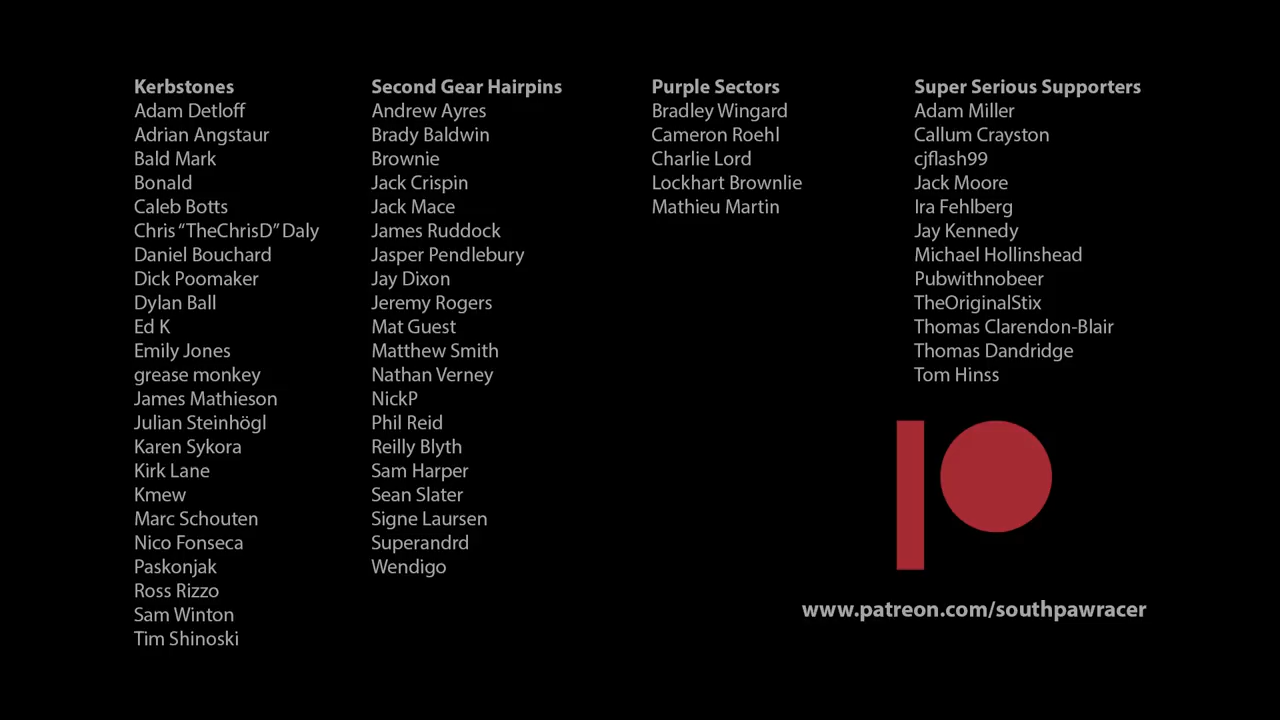 Kerbstones
Adam Detloff
Adrian Angstaur
Bald Mark
Bonald
Caleb Botts
Chris “TheChrisD” Daly
Daniel Bouchard
Dick Poomaker
Dylan Ball
Ed K
Emily Jones
grease monkey
James Mathieson
Julian Steinhögl
Karen Sykora
Kirk Lane
Kmew
Marc Schouten
Nico Fonseca
Paskonjak
Ross Rizzo
Sam Winton
Tim Shinoski
Second Gear Hairpins
Andrew Ayres
Brady Baldwin
Brownie
Jack Crispin
Jack Mace
James Ruddock
Jasper Pendlebury
Jay Dixon
Jeremy Rogers
Mat Guest
Matthew Smith
Nathan Verney
NickP
Phil Reid
Reilly Blyth
Sam Harper
Sean Slater
Signe Laursen
Superandrd
Wendigo
Purple Sectors
Bradley Wingard
Cameron Roehl
Charlie Lord
Lockhart Brownlie
Mathieu Martin
Super Serious Supporters
Adam Miller
Callum Crayston
cjflash99
Jack Moore
Ira Fehlberg
Jay Kennedy
Michael Hollinshead
Pubwithnobeer
TheOriginalStix
Thomas Clarendon-Blair
Thomas Dandridge
Tom Hinss
www.patreon.com/southpawracer